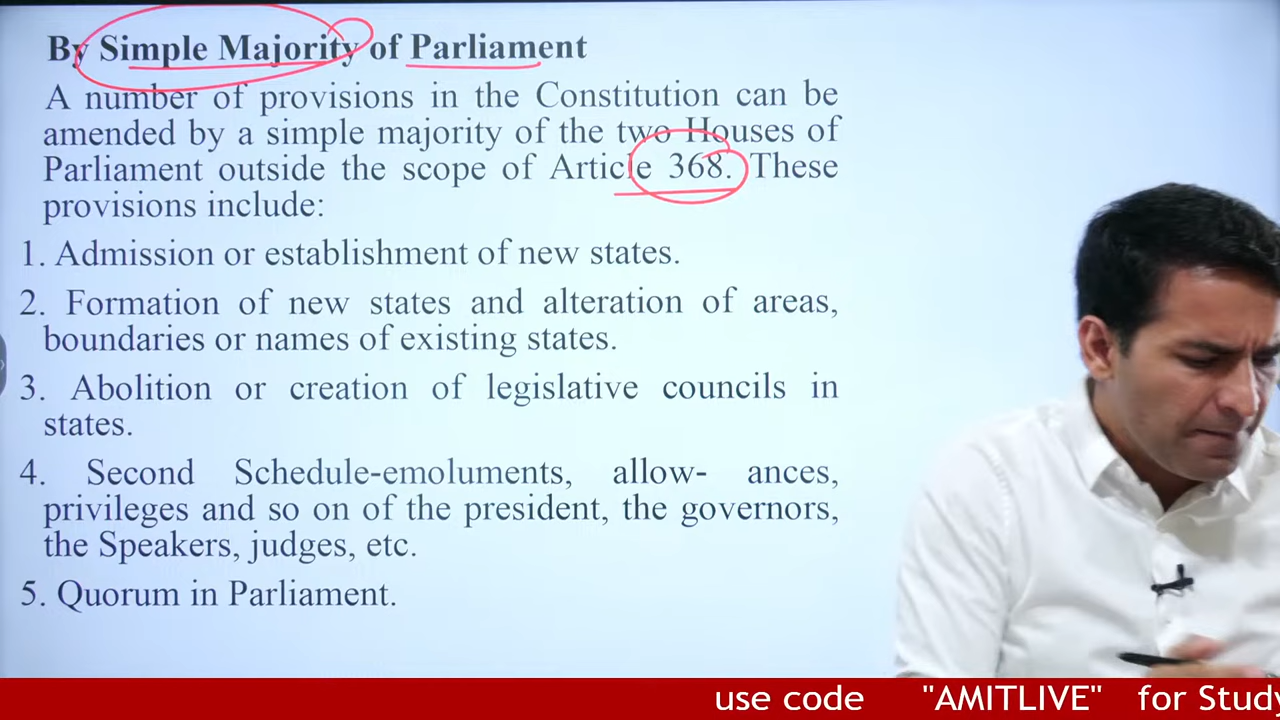 By Simple Majority of Parliament
A number of provisions in the Constitution can be
amended by a simple majority of the two Houses of
Parliament outside the scope of Article 368. These
provisions include:
1. Admission or establishment of new states.
2. Formation of new states and alteration of areas,
boundaries or names of existing states.
3. Abolition or creation of legislative councils in
states.
4. Second Schedule-emoluments, allow- ances,
privileges and so on of the president, the governors,
the Speakers, judges, etc.
5. Quorum in Parliament.
use code "AMITLIVE" for Study